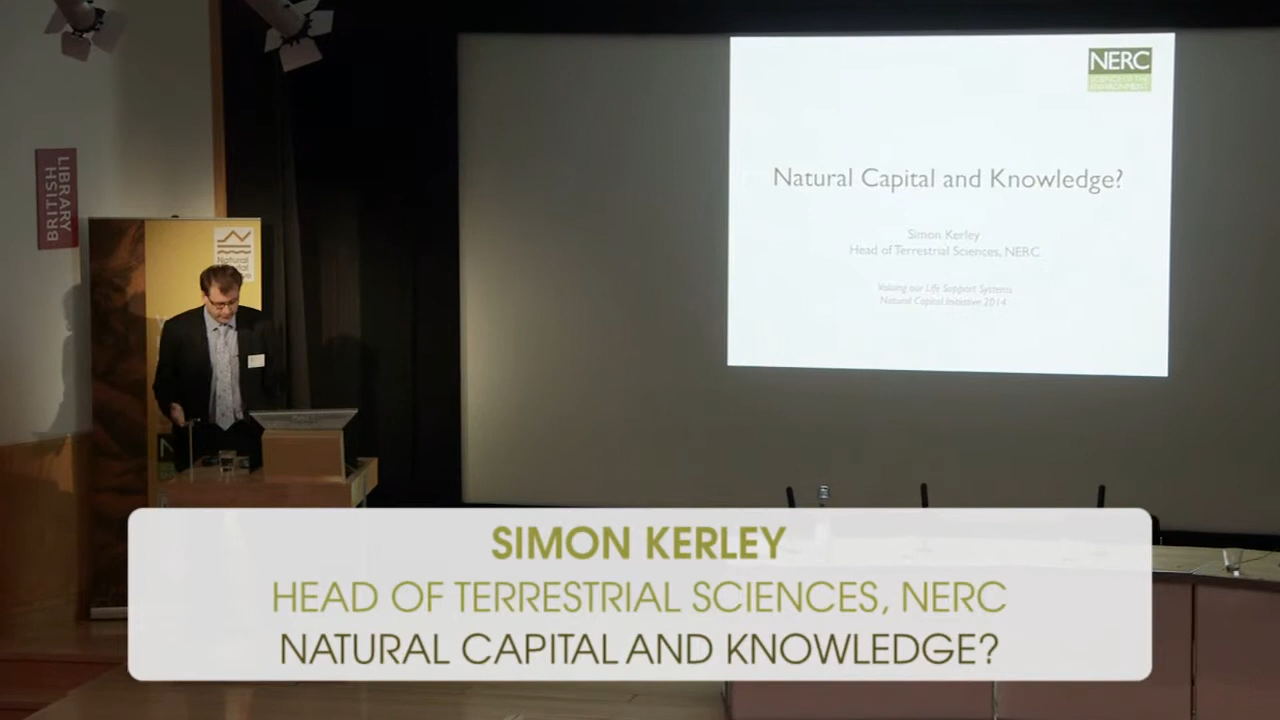 BRITISH
LIBRARY
Natural
NERC
SCIENCE OF THE
ENVIRONMENT
Natural Capital and Knowledge?
Simon Kerley
Head of Terrestrial Sciences, NERC
Valuing our Life Support Systems
Natural Capital Initiative 2014
SIMON KERLEY
HEAD OF TERRESTRIAL SCIENCES, NERC
NATURAL CAPITAL AND KNOWLEDGE?